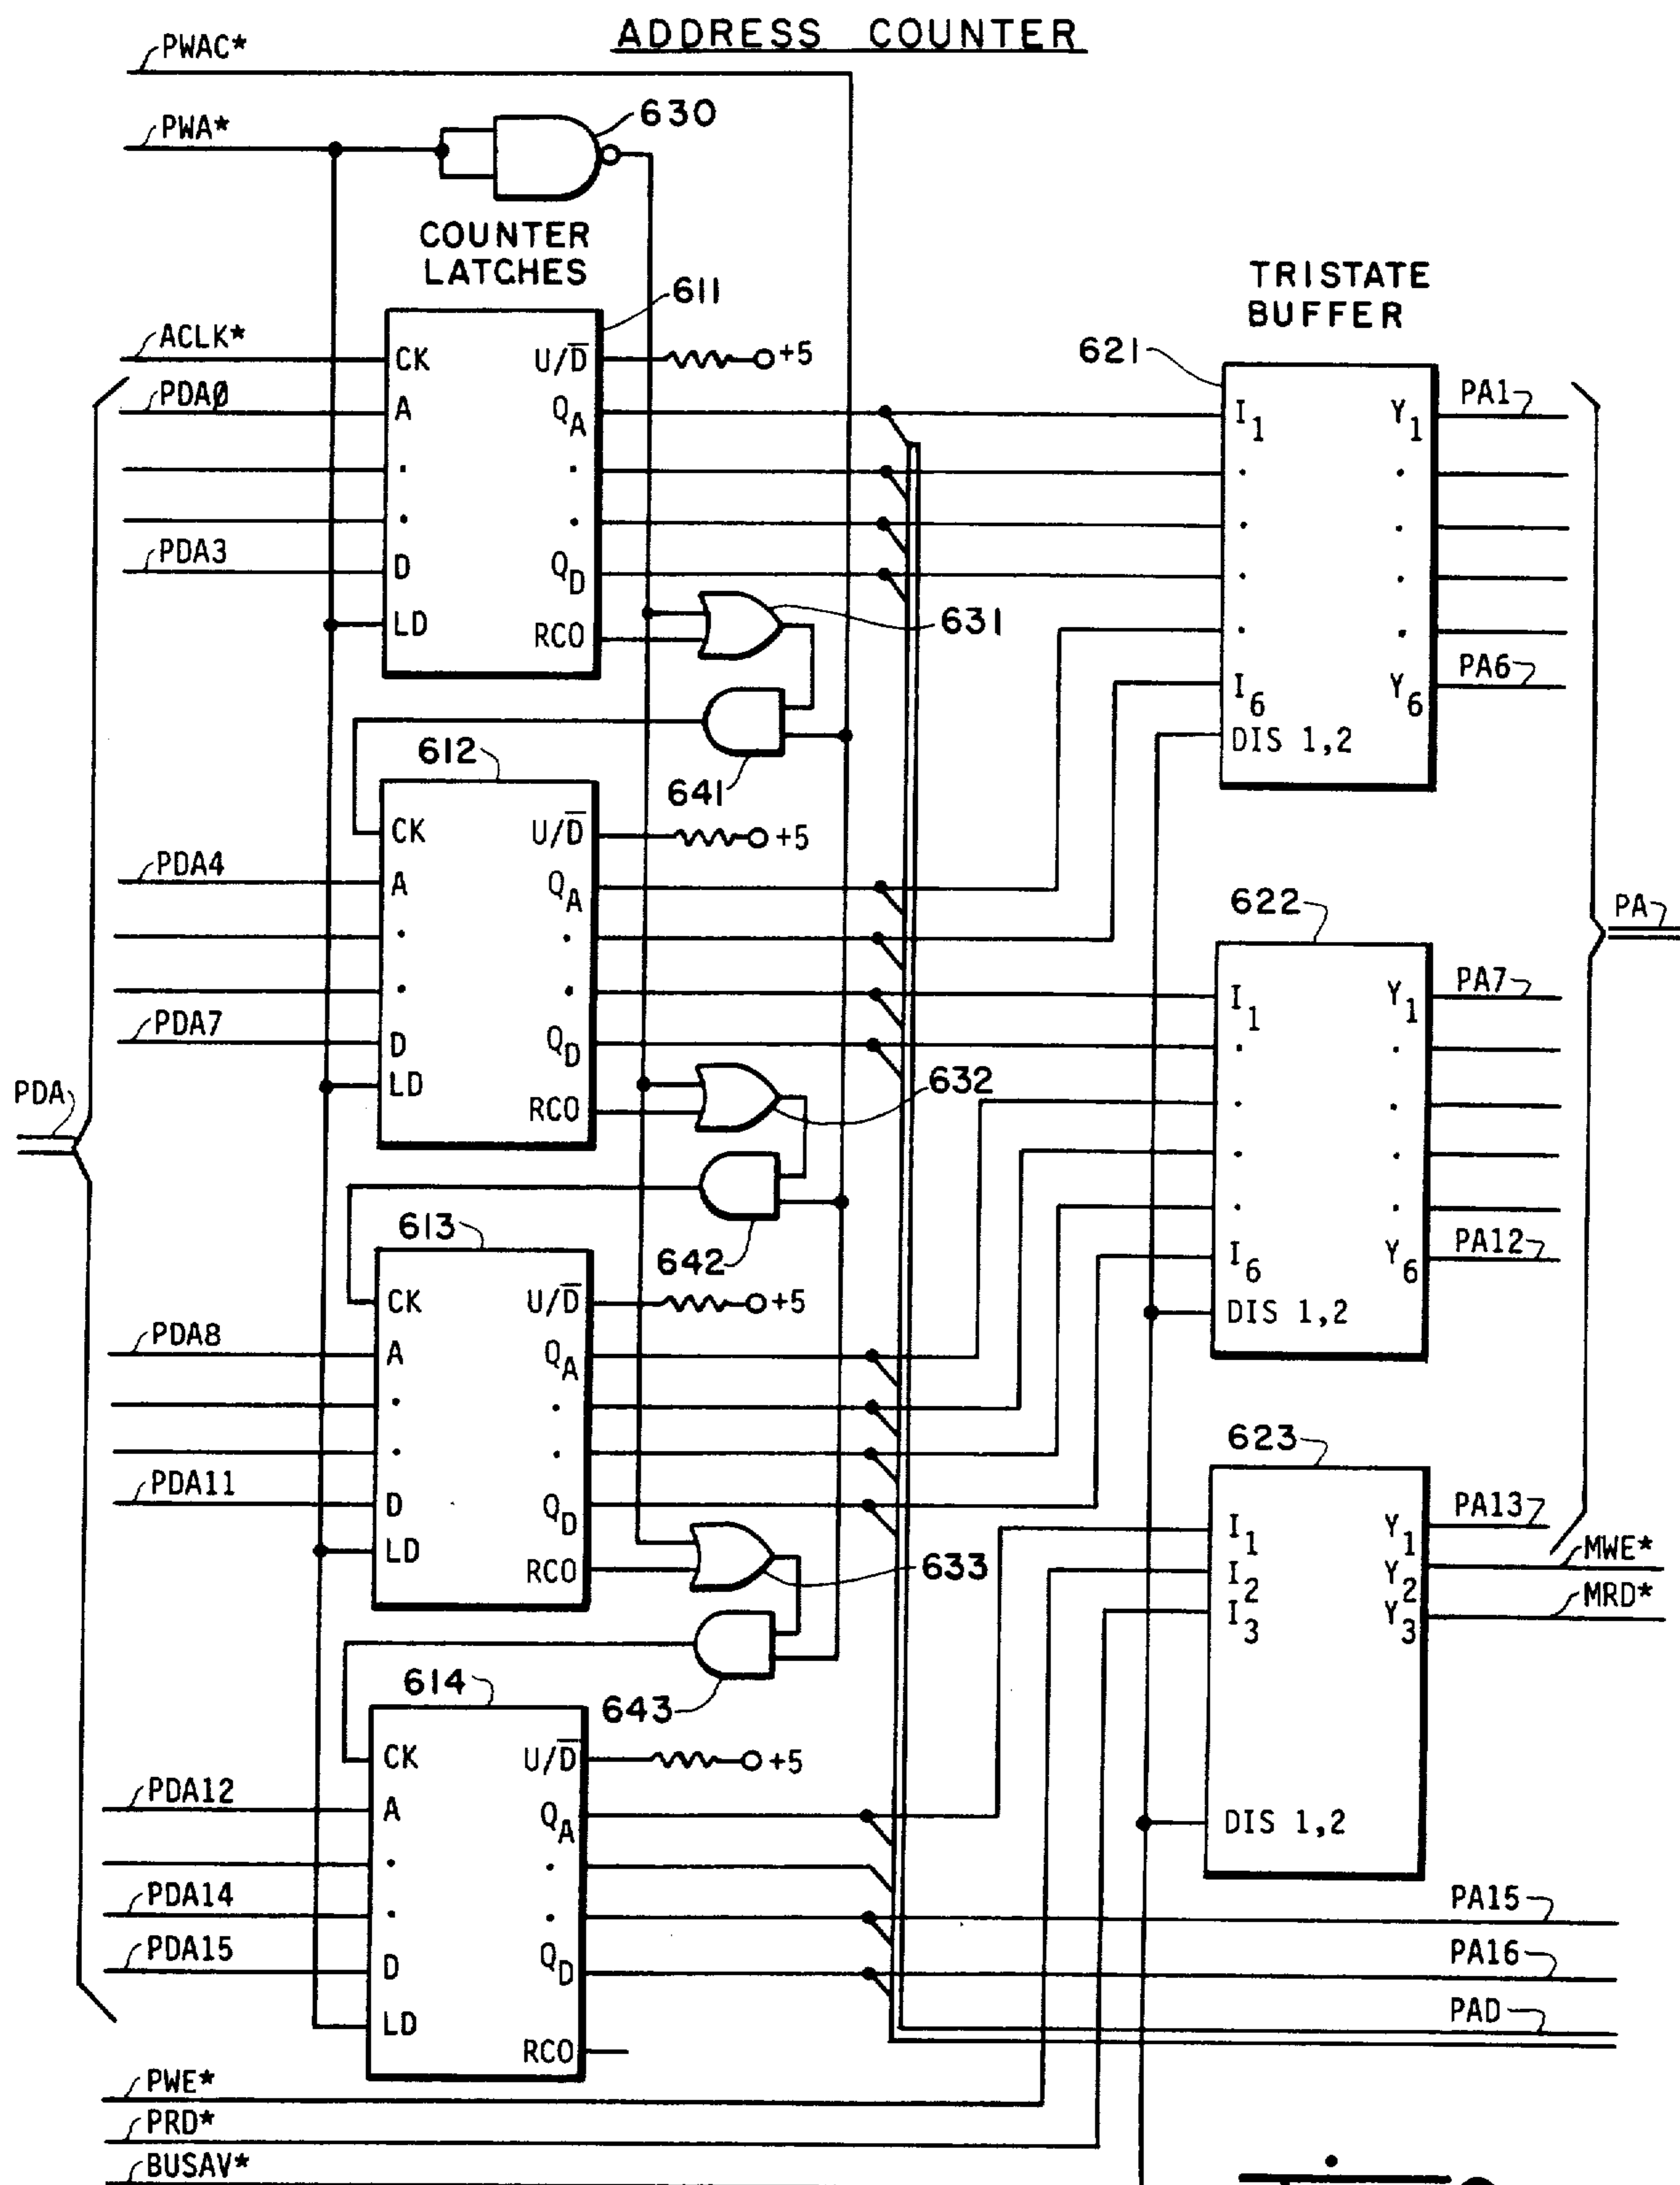 ADDRESS COUNTER
PWAC*
PWA*
630
COUNTER
LATCHES
611
TRISTATE
BUFFER
ACLK*
CK
U/D̅
+5
621
PDAØ
A
QA
I1
Y1
PA1
.
.
.
.
.
.
.
.
PDA3
D
QD
.
.
LD
RCO
631
.
.
PA6
I6
Y6
DIS 1,2
612
641
CK
U/D̅
+5
PDA4
A
QA
622
PA
.
.
.
.
I1
Y1
PA7
PDA7
D
QD
.
.
PDA
LD
RCO
632
.
.
.
.
613
642
.
.
I6
Y6
PA12
CK
U/D̅
+5
DIS 1,2
PDA8
A
QA
.
.
.
.
623
PDA11
D
QD
I1
Y1
PA13
LD
RCO
633
I2
Y2
MWE*
I3
Y3
MRD*
614
643
CK
U/D̅
+5
PDA12
A
QA
DIS 1,2
.
.
PDA14
.
.
PA15
PDA15
D
QD
PA16
LD
RCO
PAD
PWE*
PRD*
BUSAV*